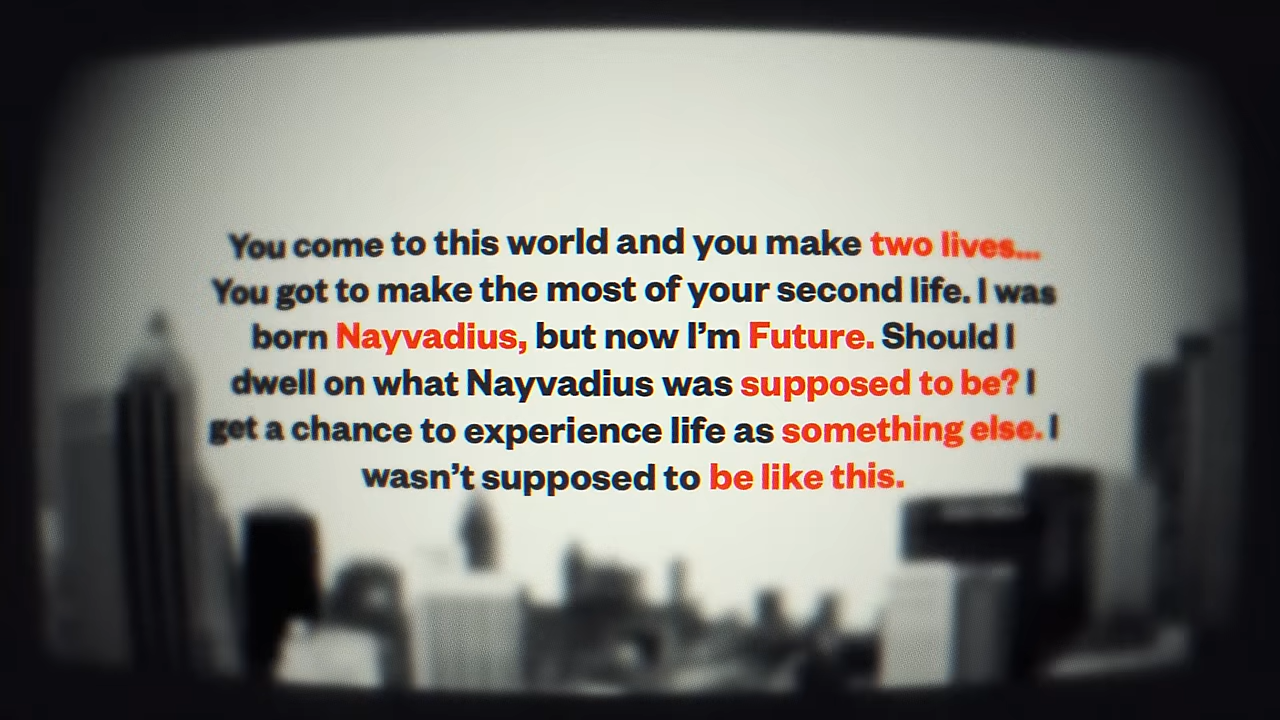 You come to this world and you make two lives...
You got to make the most of your second life. I was
born Nayvadius, but now I’m Future. Should I
dwell on what Nayvadius was supposed to be? I
get a chance to experience life as something else. I
wasn’t supposed to be like this.